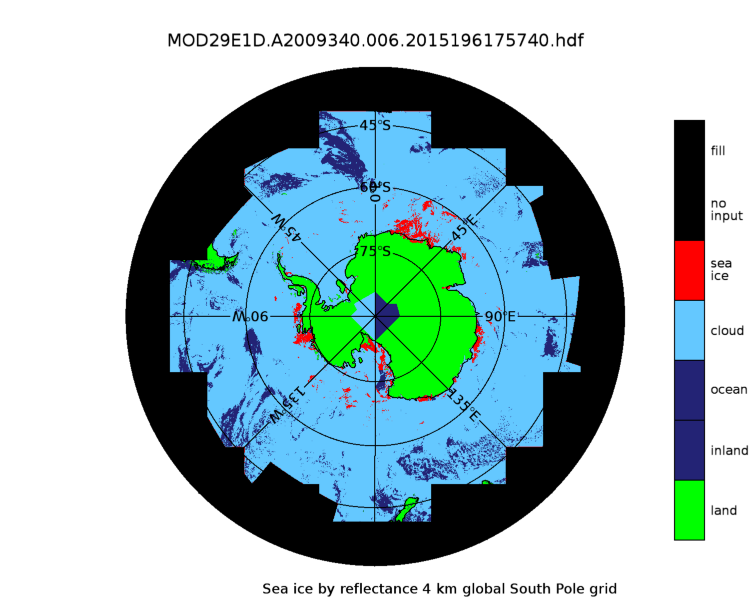 MOD29E1D.A2009340.006.2015196175740.hdf
45°S
60°S
0
45°W
45°E
75°S
90°W
90°E
135°W
135°E
fill
no
input
sea
ice
cloud
ocean
inland
land
Sea ice by reflectance 4 km global South Pole grid